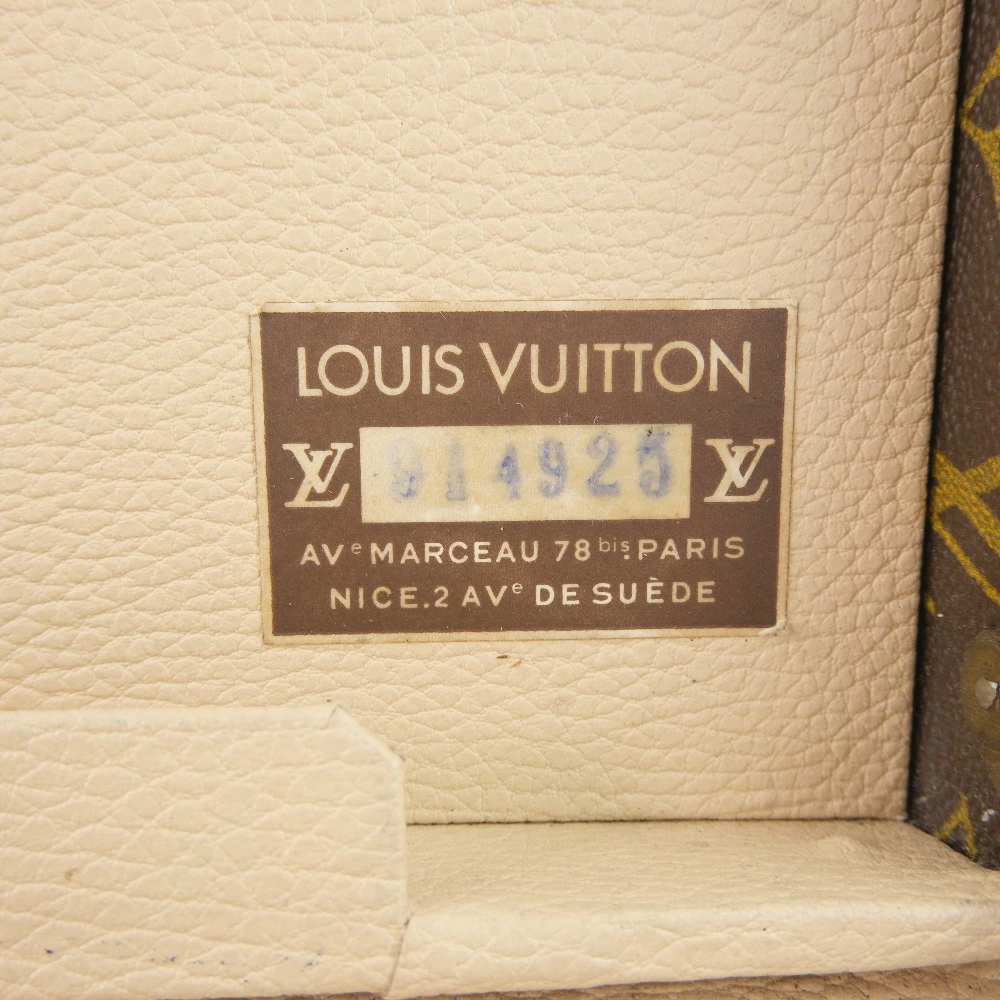 LOUIS VUITTON
LV 914925 LV
AVe MARCEAU 78 bis. PARIS
NICE.2 AVe DE SUÈDE